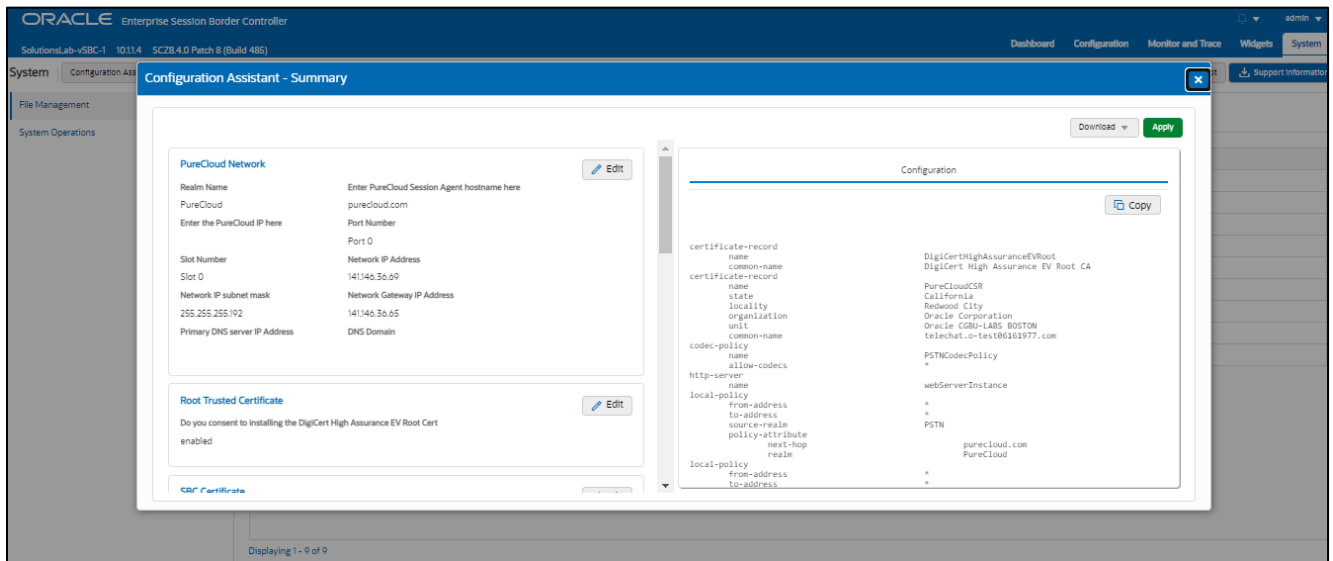 ORACLE Enterprise Session Border Controller
admin
SolutionsLab-vSBC-1 10.1.1.4 SCZ8.4.0 Patch 8 (Build 485)
Dashboard Configuration Monitor and Trace Widgets System
System Configuration Ass
Support Information
File Management
System Operations
Configuration Assistant - Summary
Download Apply
PureCloud Network
Edit
Realm Name Enter PureCloud Session Agent hostname here
PureCloud purecloud.com
Enter the PureCloud IP here Port Number
Port 0
Slot Number Network IP Address
Slot 0 141.146.36.69
Network IP subnet mask Network Gateway IP Address
255.255.255.192 141.146.36.65
Primary DNS server IP Address DNS Domain
Root Trusted Certificate
Edit
Do you consent to installing the DigiCert High Assurance EV Root Cert
enabled
SBC Certificate
Configuration
Copy
certificate-record
name DigiCertHighAssuranceEVRoot
common-name DigiCert High Assurance EV Root CA
certificate-record
name PureCloudCSR
state California
locality Redwood City
organization Oracle Corporation
unit Oracle CGBU-LABS BOSTON
common-name telechat.o-test06161977.com
codec-policy
name PSTNCodecPolicy
allow-codecs *
http-server
name webServerInstance
local-policy
from-address *
to-address *
source-realm PSTN
policy-attribute
next-hop purecloud.com
realm PureCloud
local-policy
from-address *
to-address *
Displaying 1 - 9 of 9